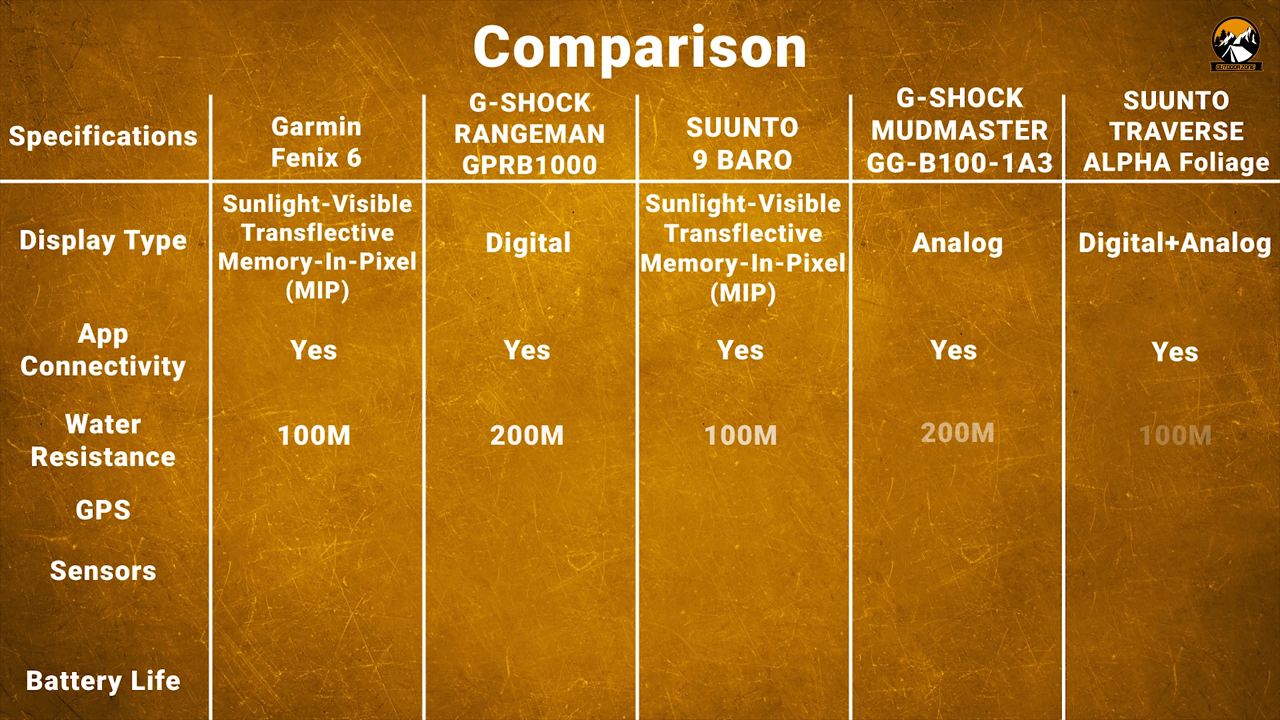 Comparison
OUTDOOR ZONE
Specifications
Garmin
Fenix 6
G-SHOCK
RANGEMAN
GPRB1000
SUUNTO
9 BARO
G-SHOCK
MUDMASTER
GG-B100-1A3
SUUNTO
TRAVERSE
ALPHA Foliage
Display Type
Sunlight-Visible
Transflective
Memory-In-Pixel
(MIP)
Digital
Sunlight-Visible
Transflective
Memory-In-Pixel
(MIP)
Analog
Digital+Analog
App
Connectivity
Yes
Yes
Yes
Yes
Yes
Water
Resistance
100M
200M
100M
200M
100M
GPS
Sensors
Battery Life